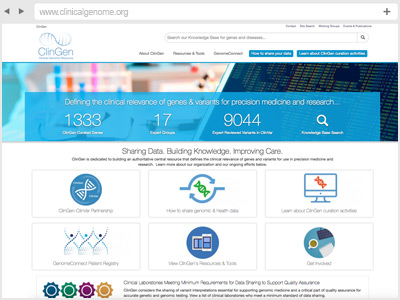 www.clinicalgenome.org
ClinGen
Contact
Site Search
Working Groups
Events & Publications
Search our Knowledge Base for genes and diseases...
ClinGen
Clinical Genome Resource
About ClinGen
Resources & Tools
GenomeConnect
How to share your data
Learn about ClinGen curation activities
Defining the clinical relevance of genes & variants for precision medicine and research...
1333
17
9044
ClinGen Curated Genes
Expert Groups
Expert Reviewed Variants in ClinVar
Knowledge Base Search
Sharing Data. Building Knowledge. Improving Care.
ClinGen is dedicated to building an authoritative central resource that defines the clinical relevance of genes and variants for use in precision medicine and
research. Learn more about our organization and our ongoing efforts below.
ClinGen-ClinVar Partnership
How to share genomic & health data
Learn about ClinGen curation activities
GenomeConnect Patient Registry
View ClinGen's Resources & Tools
Get Involved
Clinical Laboratories Meeting Minimum Requirements for Data Sharing to Support Quality Assurance
ClinGen considers the sharing of variant interpretations essential for supporting genomic medicine and a critical part of quality assurance for
accurate genetic and genomic testing. View a list of clinical laboratories who meet a minimum standard of data sharing.